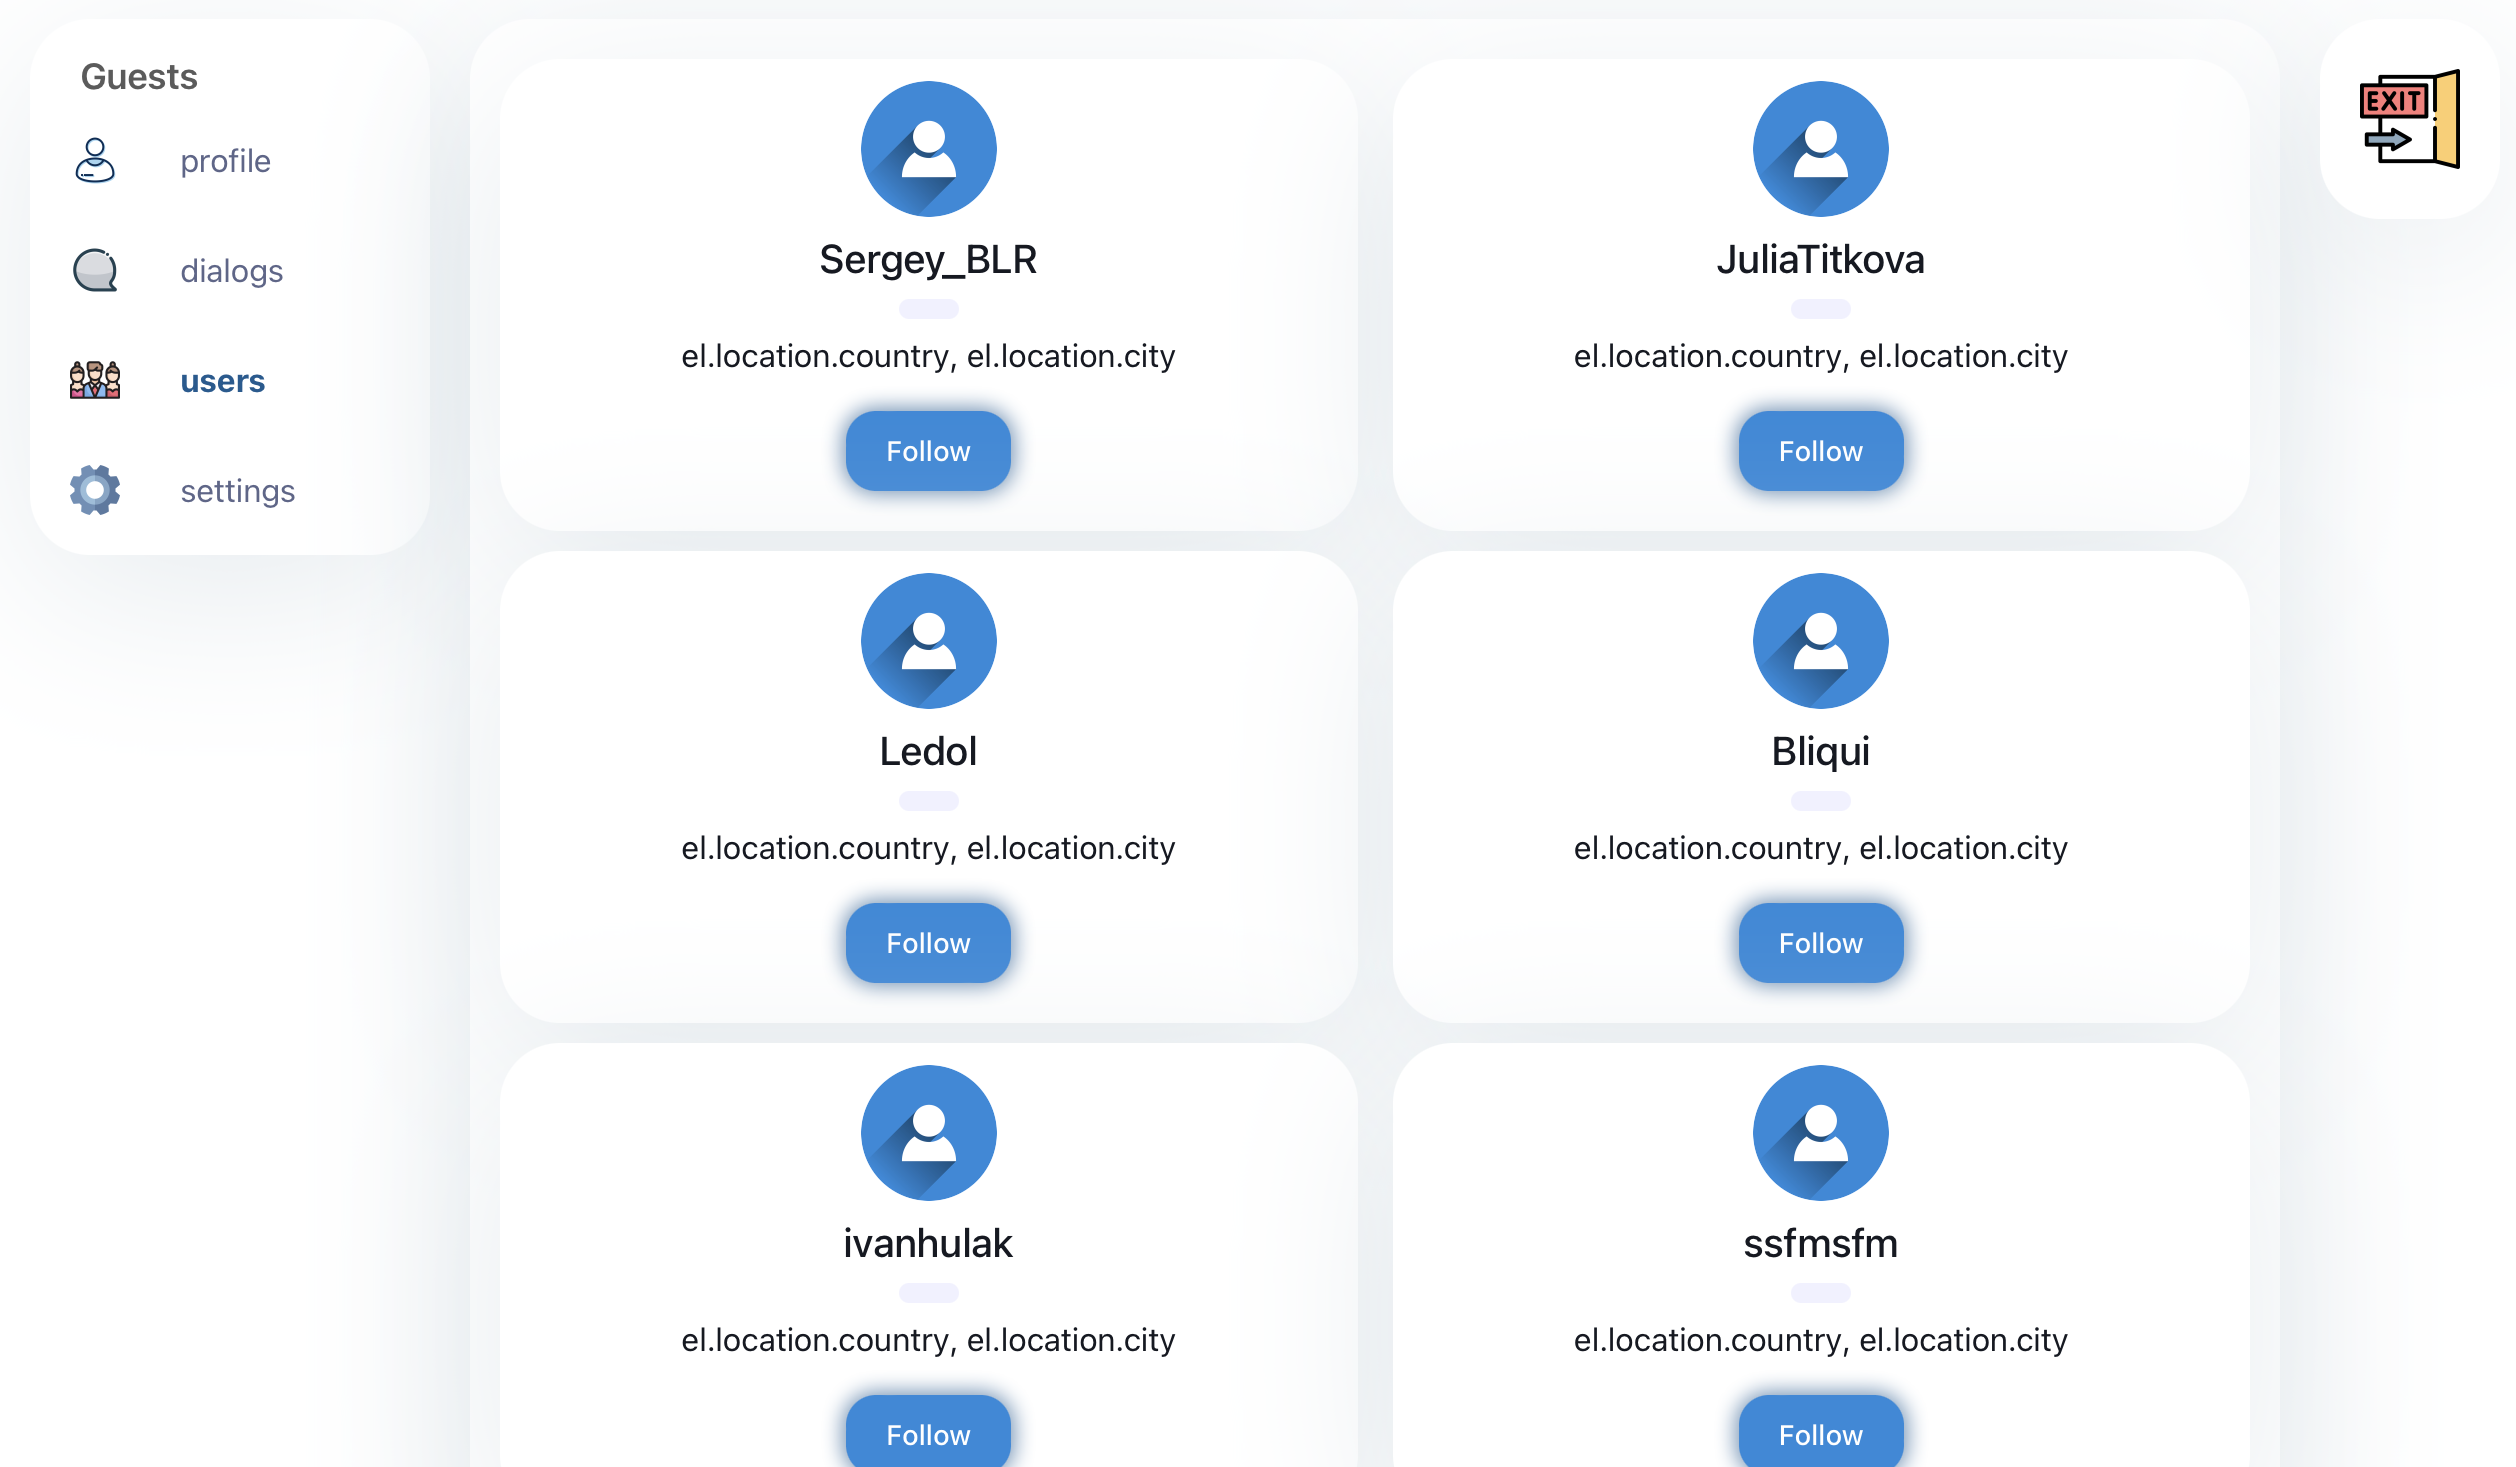 Guests
profile
dialogs
users
settings
Sergey_BLR
el.location.country, el.location.city
Follow
JuliaTitkova
el.location.country, el.location.city
Follow
Ledol
el.location.country, el.location.city
Follow
Bliqui
el.location.country, el.location.city
Follow
ivanhulak
el.location.country, el.location.city
Follow
ssfmsfm
el.location.country, el.location.city
Follow
EXIT